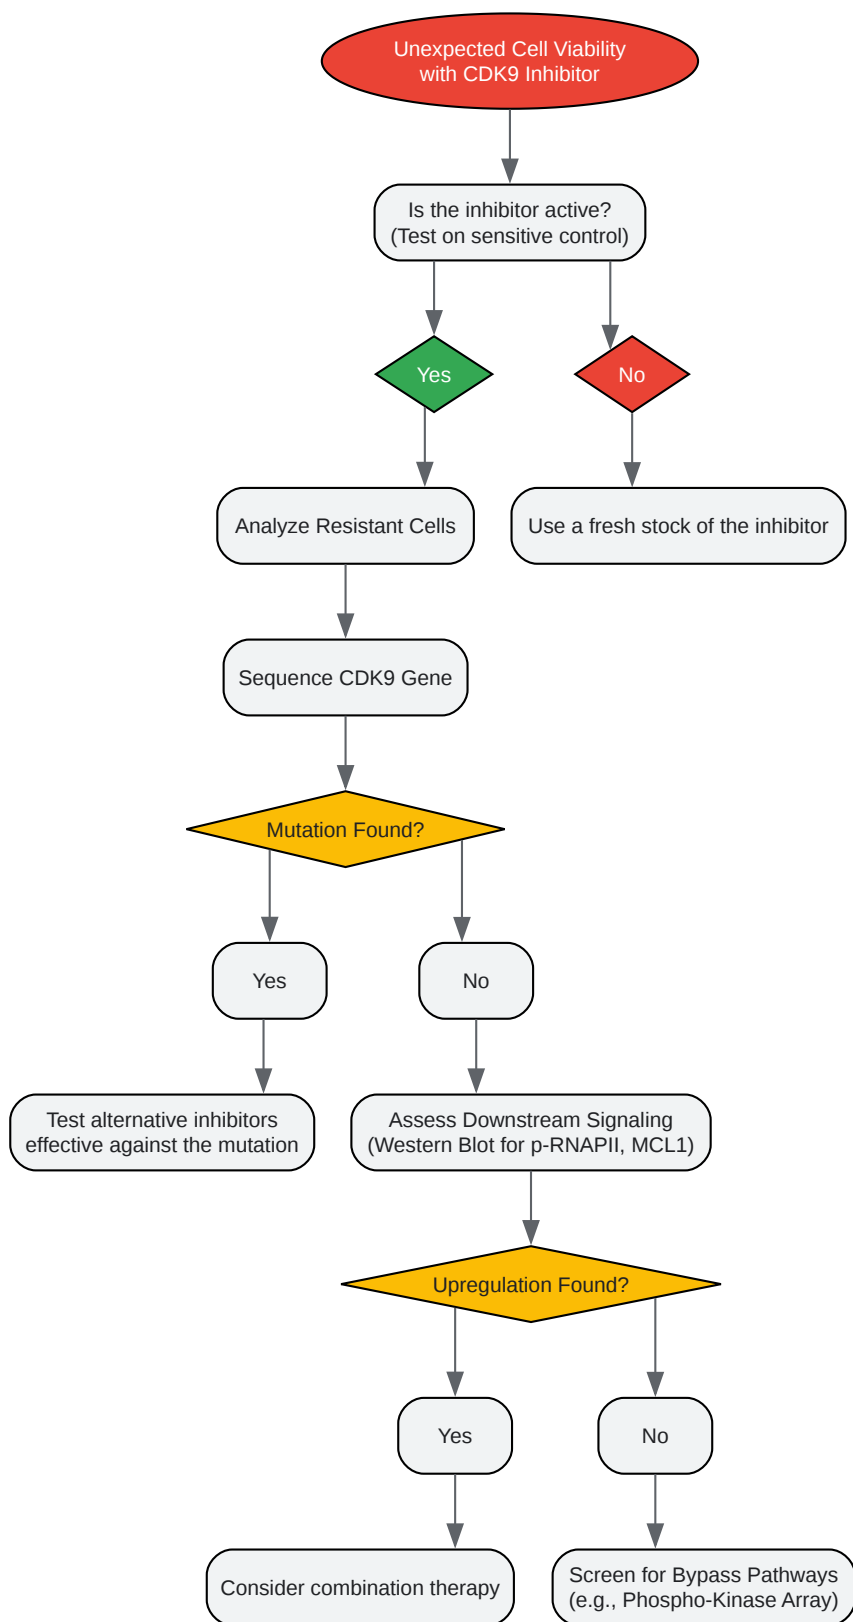 Unexpected Cell Viability
with CDK9 Inhibitor
Is the inhibitor active?
(Test on sensitive control)
Yes
No
Analyze Resistant Cells
Use a fresh stock of the inhibitor
Sequence CDK9 Gene
Mutation Found?
Yes
No
Test alternative inhibitors
effective against the mutation
Assess Downstream Signaling
(Western Blot for p-RNAPII, MCL1)
Upregulation Found?
Yes
No
Consider combination therapy
Screen for Bypass Pathways
(e.g., Phospho-Kinase Array)